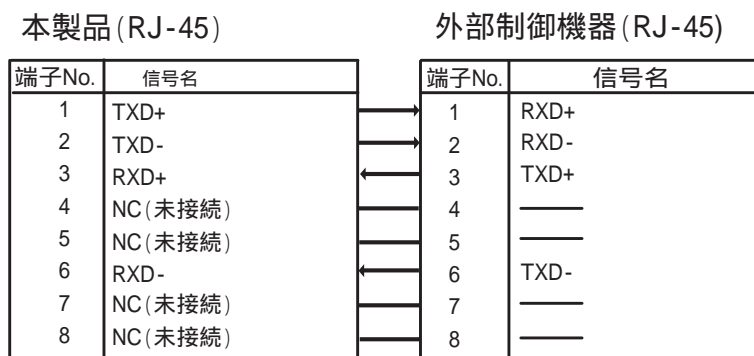 本製品(RJ-45) 外部制御機器(RJ-45)
端子No. 信号名 端子No. 信号名
1 TXD+ 1 RXD+
2 TXD- 2 RXD-
3 RXD+ 3 TXD+
4 NC(未接続) 4
5 NC(未接続) 5
6 RXD- 6 TXD-
7 NC(未接続) 7
8 NC(未接続) 8